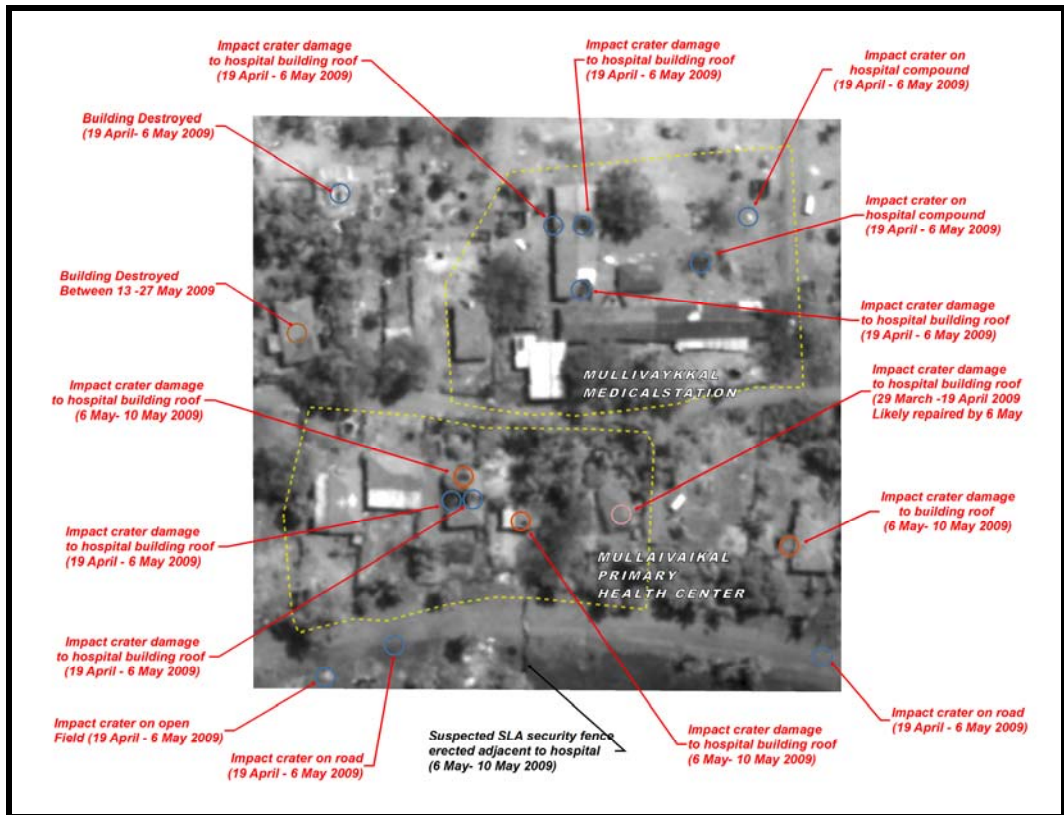 Impact crater damage
to hospital building roof
(19 April - 6 May 2009)
Impact crater damage
to hospital building roof
(19 April - 6 May 2009)
Impact crater on
hospital compound
(19 April - 6 May 2009)
Building Destroyed
(19 April- 6 May 2009)
Impact crater on
hospital compound
(19 April - 6 May 2009)
Building Destroyed
Between 13 -27 May 2009
Impact crater damage
to hospital building roof
(19 April - 6 May 2009)
MULLIVAYKKAL
MEDICALSTATION
Impact crater damage
to hospital building roof
(29 March -19 April 2009
Likely repaired by 6 May
Impact crater damage
to hospital building roof
(6 May- 10 May 2009)
Impact crater damage
to building roof
(6 May- 10 May 2009)
Impact crater damage
to hospital building roof
(19 April - 6 May 2009)
MULLAIVAIKAL
PRIMARY
HEALTH CENTER
Impact crater damage
to hospital building roof
(19 April - 6 May 2009)
Impact crater on open
Field (19 April - 6 May 2009)
Impact crater on road
(19 April - 6 May 2009)
Suspected SLA security fence
erected adjacent to hospital
(6 May- 10 May 2009)
Impact crater damage
to hospital building roof
(6 May- 10 May 2009)
Impact crater on road
(19 April - 6 May 2009)